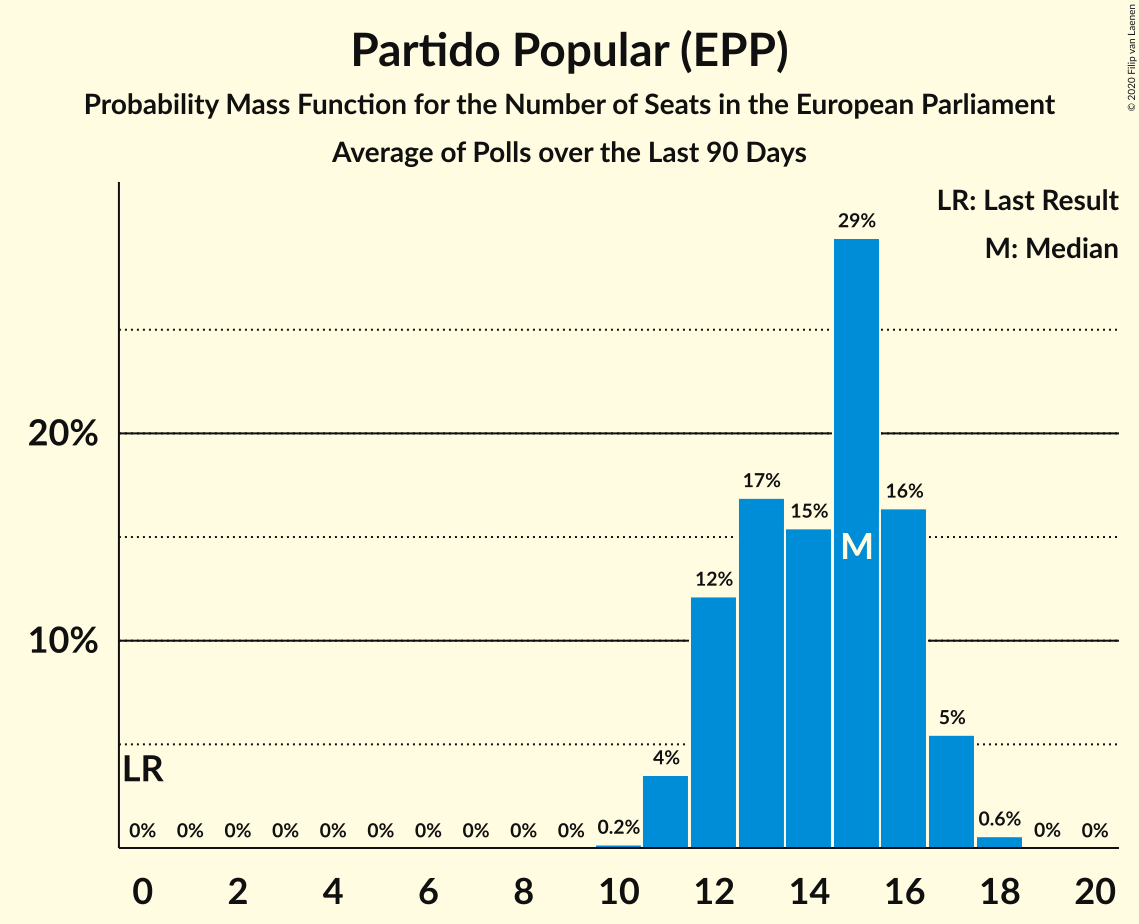 Partido Popular (EPP)
Probability Mass Function for the Number of Seats in the European Parliament
Average of Polls over the Last 90 Days
© 2020 Filip van Laenen
LR: Last Result
M: Median
29%
20%
17%
16%
15%
M
12%
10%
5%
4%
LR
0% 0% 0% 0% 0% 0% 0% 0% 0% 0% 0.2% 0.6% 0% 0%
0 2 4 6 8 10 12 14 16 18 20